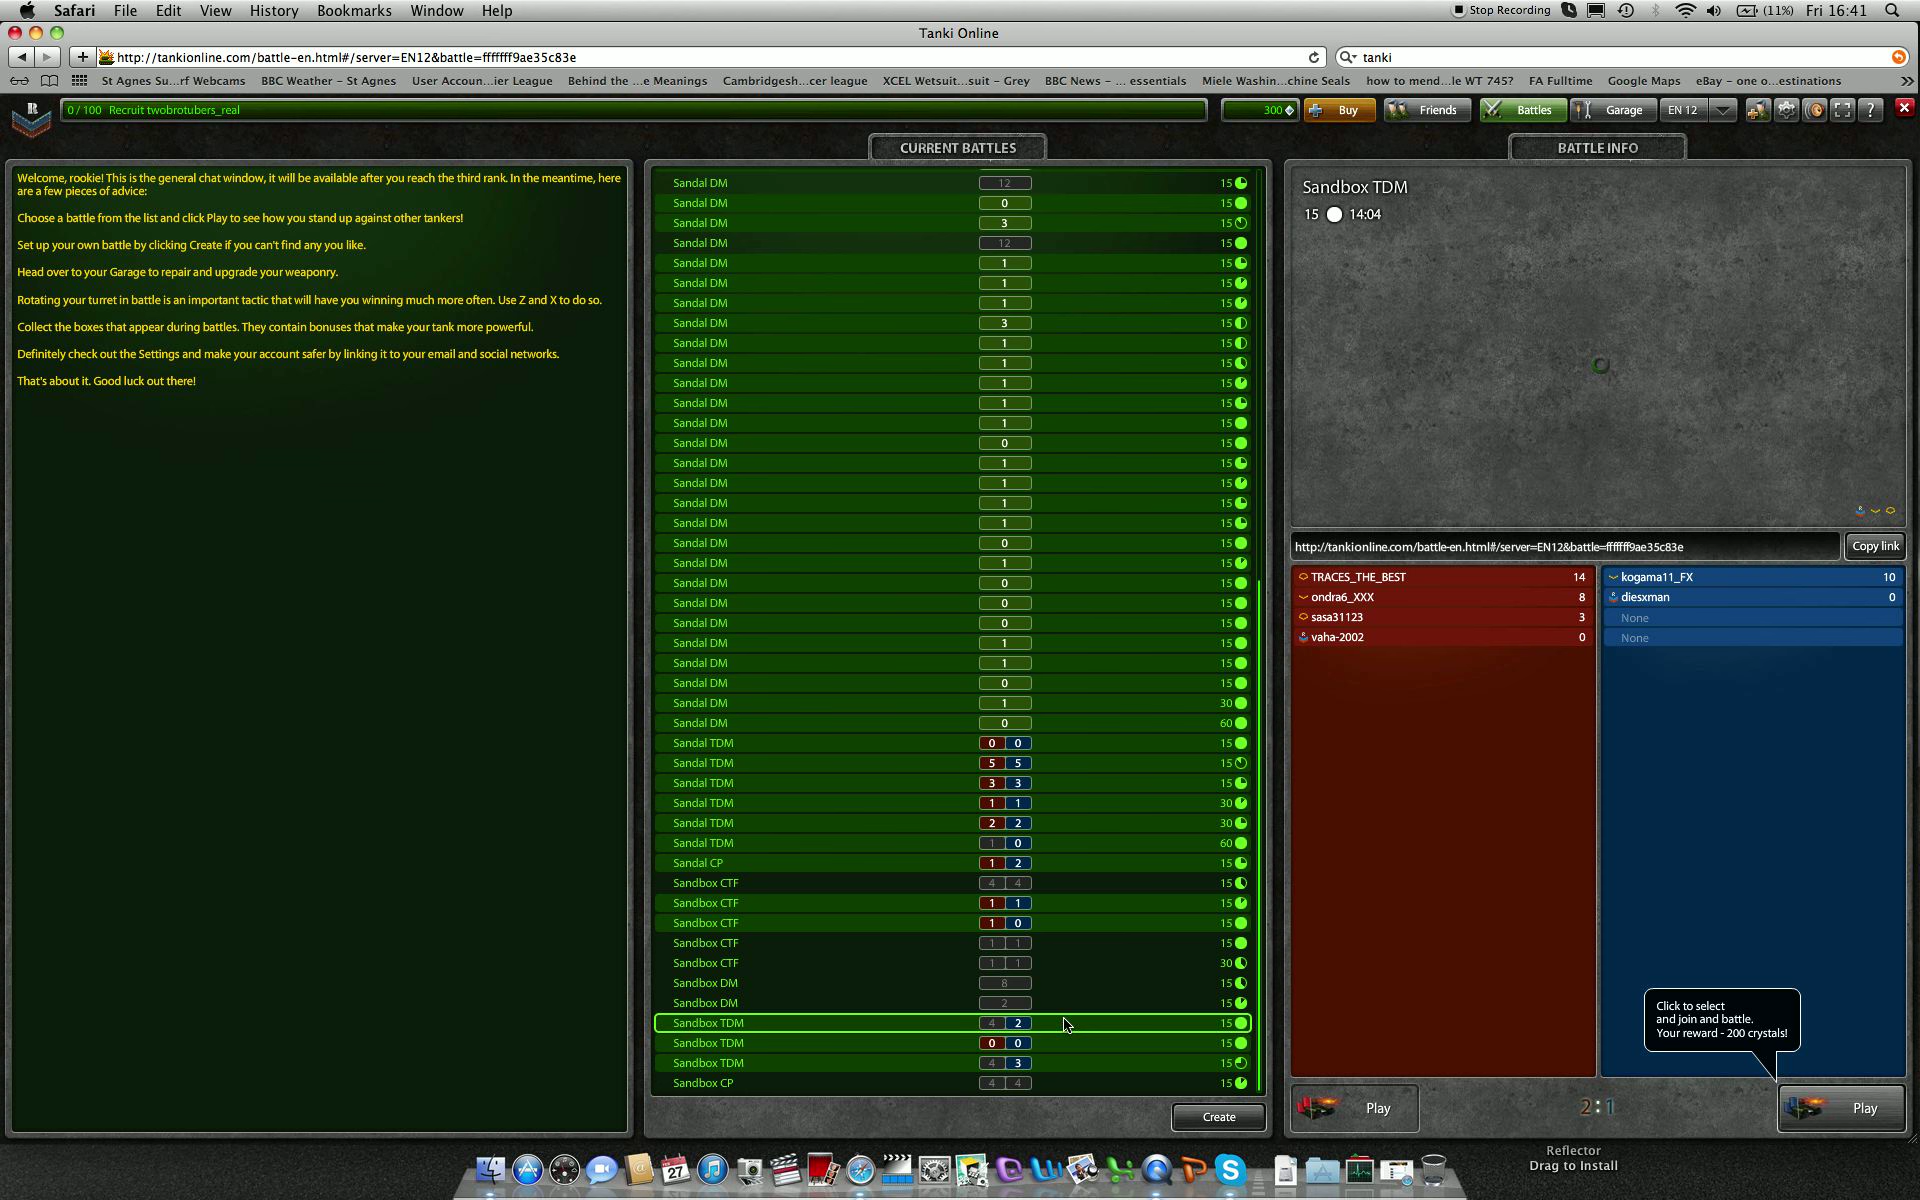 Safari File Edit View History Bookmarks Window Help Stop Recording (11%) Fri 16:41
Tanki Online
http://tankionline.com/battle-en.html#/server=EN12&battle=fffffff9ae35c83e tanki
St Agnes Su...rf Webcams BBC Weather - St Agnes User Accoun...ier League Behind the ...e Meanings Cambridgesh...cer league XCEL Wetsuit...suit - Grey BBC News - ... essentials Miele Washin...chine Seals how to mend...le WT 745? FA Fulltime Google Maps eBay - one o...estinations
R 0 / 100 Recruit twobrotubers_real 300 Buy Friends Battles Garage EN 12 ?
Welcome, rookie! This is the general chat window, it will be available after you reach the third rank. In the meantime, here
are a few pieces of advice:
Choose a battle from the list and click Play to see how you stand up against other tankers!
Set up your own battle by clicking Create if you can't find any you like.
Head over to your Garage to repair and upgrade your weaponry.
Rotating your turret in battle is an important tactic that will have you winning much more often. Use Z and X to do so.
Collect the boxes that appear during battles. They contain bonuses that make your tank more powerful.
Definitely check out the Settings and make your account safer by linking it to your email and social networks.
That's about it. Good luck out there!
CURRENT BATTLES
Sandal DM 12 15
Sandal DM 0 15
Sandal DM 3 15
Sandal DM 12 15
Sandal DM 1 15
Sandal DM 1 15
Sandal DM 1 15
Sandal DM 3 15
Sandal DM 1 15
Sandal DM 1 15
Sandal DM 1 15
Sandal DM 1 15
Sandal DM 1 15
Sandal DM 0 15
Sandal DM 1 15
Sandal DM 1 15
Sandal DM 1 15
Sandal DM 1 15
Sandal DM 0 15
Sandal DM 1 15
Sandal DM 0 15
Sandal DM 0 15
Sandal DM 0 15
Sandal DM 1 15
Sandal DM 1 15
Sandal DM 0 15
Sandal DM 1 30
Sandal DM 0 60
Sandal TDM 0 0 15
Sandal TDM 5 5 15
Sandal TDM 3 3 15
Sandal TDM 1 1 30
Sandal TDM 2 2 30
Sandal TDM 1 0 60
Sandal CP 1 2 15
Sandbox CTF 4 4 15
Sandbox CTF 1 1 15
Sandbox CTF 1 0 15
Sandbox CTF 1 1 15
Sandbox CTF 1 1 30
Sandbox DM 8 15
Sandbox DM 2 15
Sandbox TDM 4 2 15
Sandbox TDM 0 0 15
Sandbox TDM 4 3 15
Sandbox CP 4 4 15
Create
BATTLE INFO
Sandbox TDM
15 14:04
http://tankionline.com/battle-en.html#/server=EN12&battle=fffffff9ae35c83e Copy link
TRACES_THE_BEST 14
ondra6_XXX 8
sasa31123 3
vaha-2002 0
kogama11_FX 10
diesxman 0
None
None
Click to select
and join and battle.
Your reward - 200 crystals!
Play 2:1 Play
Reflector
Drag to Install
27